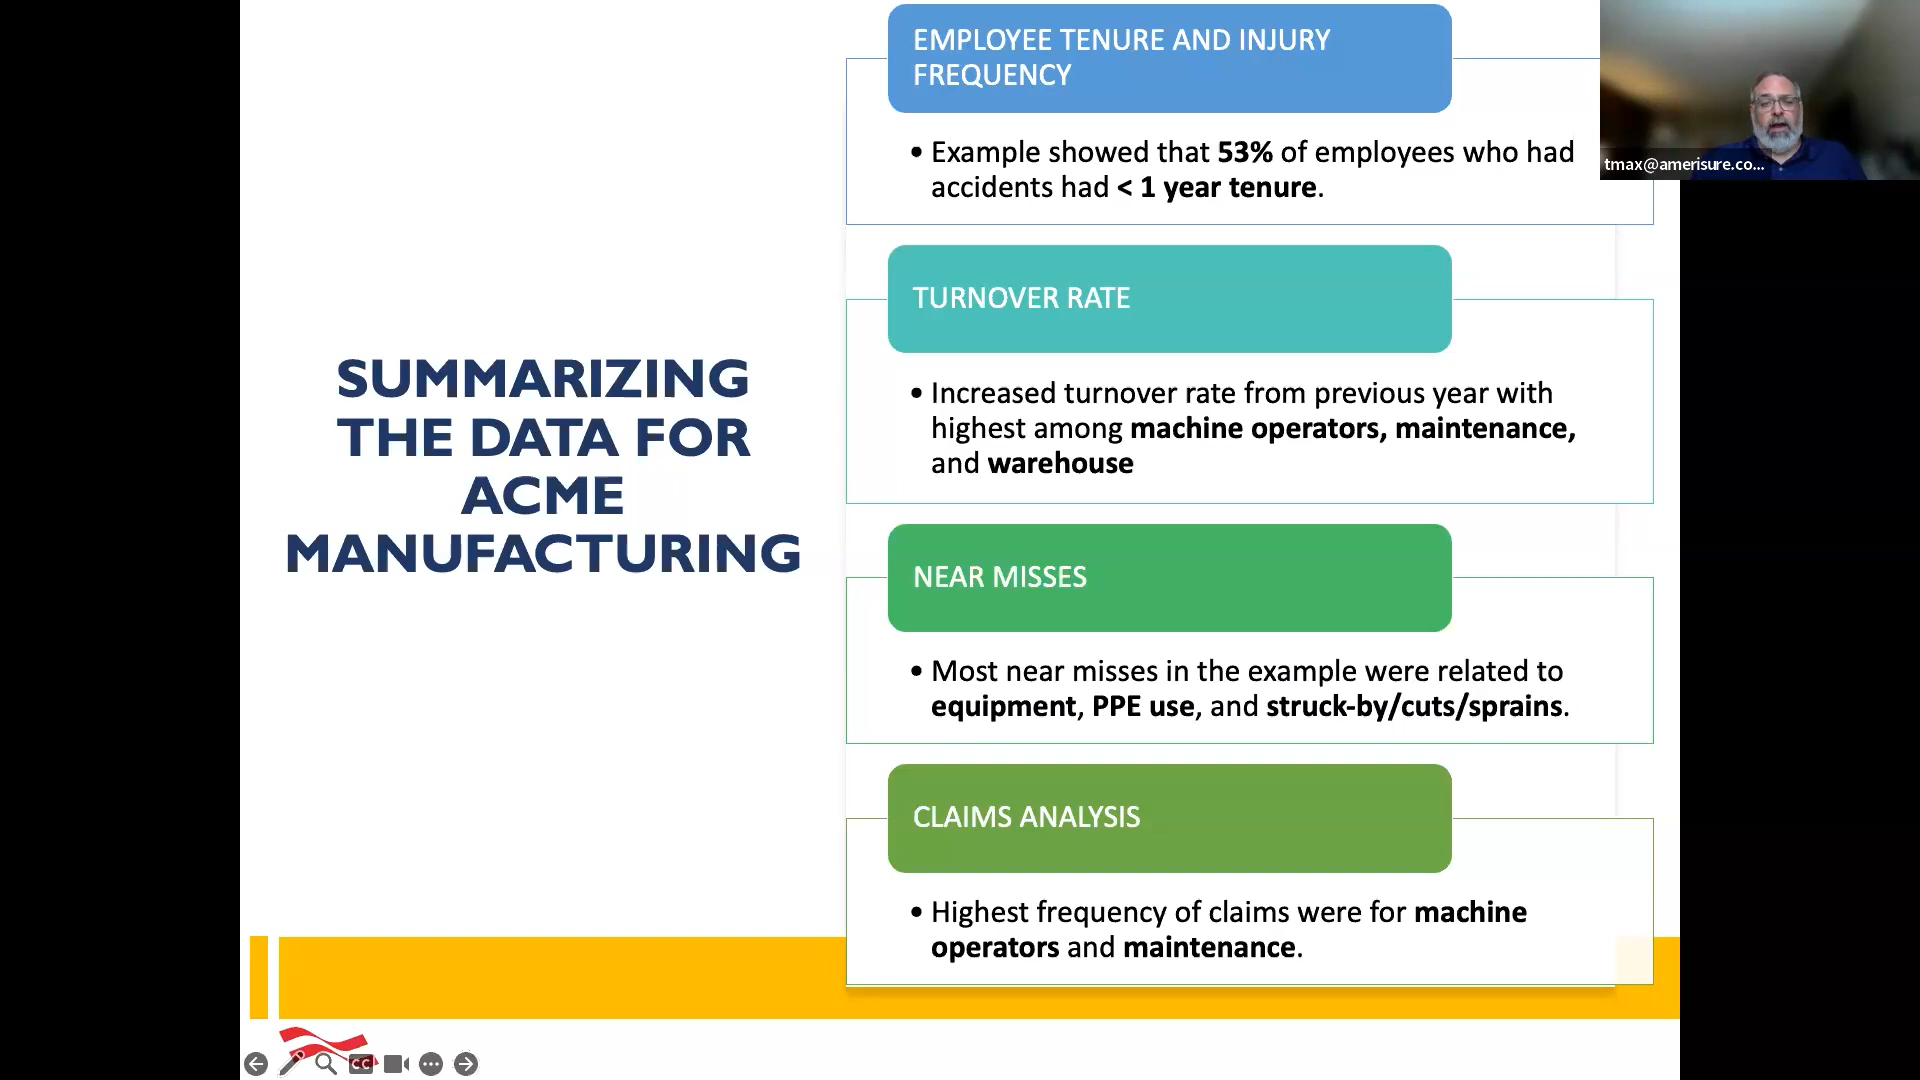 SUMMARIZING
THE DATA FOR
ACME
MANUFACTURING
EMPLOYEE TENURE AND INJURY
FREQUENCY
• Example showed that 53% of employees who had
accidents had < 1 year tenure.
TURNOVER RATE
• Increased turnover rate from previous year with
highest among machine operators, maintenance,
and warehouse
NEAR MISSES
• Most near misses in the example were related to
equipment, PPE use, and struck-by/cuts/sprains.
CLAIMS ANALYSIS
• Highest frequency of claims were for machine
operators and maintenance.
tmax@amerisure.co...
CC